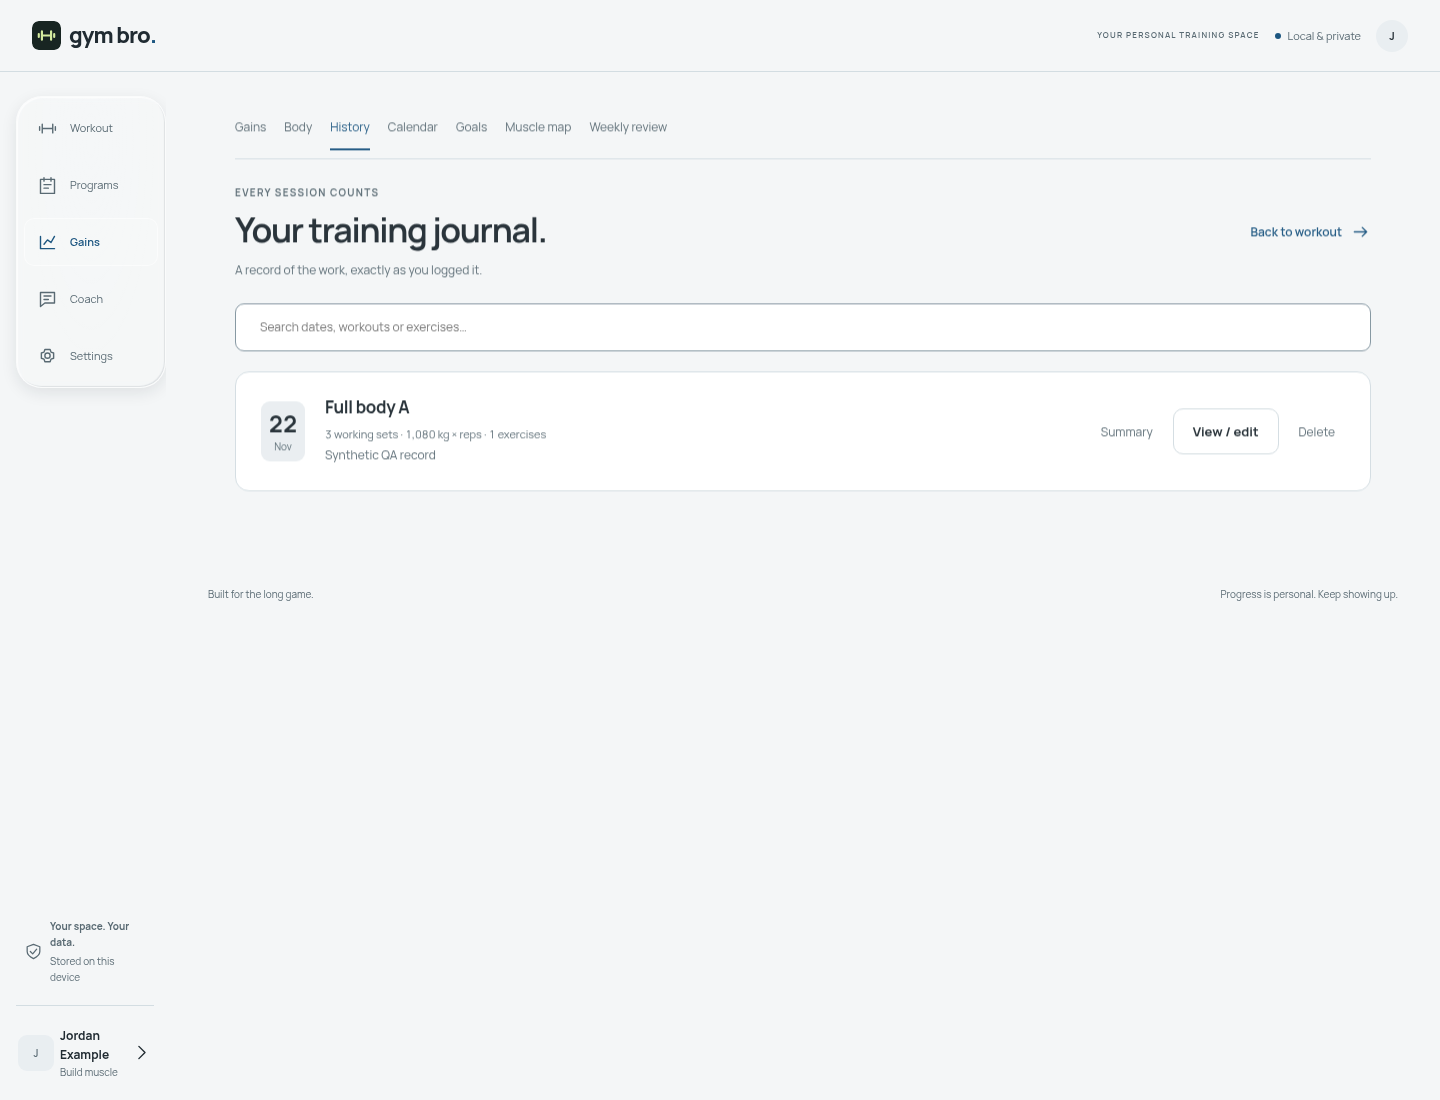 gym bro.
YOUR PERSONAL TRAINING SPACE
Local & private
J
Workout
Programs
Gains
Coach
Settings
Gains Body History Calendar Goals Muscle map Weekly review
EVERY SESSION COUNTS
Your training journal.
Back to workout
A record of the work, exactly as you logged it.
Search dates, workouts or exercises...
22
Nov
Full body A
3 working sets · 1,080 kg × reps · 1 exercises
Synthetic QA record
Summary
View / edit
Delete
Built for the long game.
Progress is personal. Keep showing up.
Your space. Your
data.
Stored on this
device
J
Jordan
Example
Build muscle